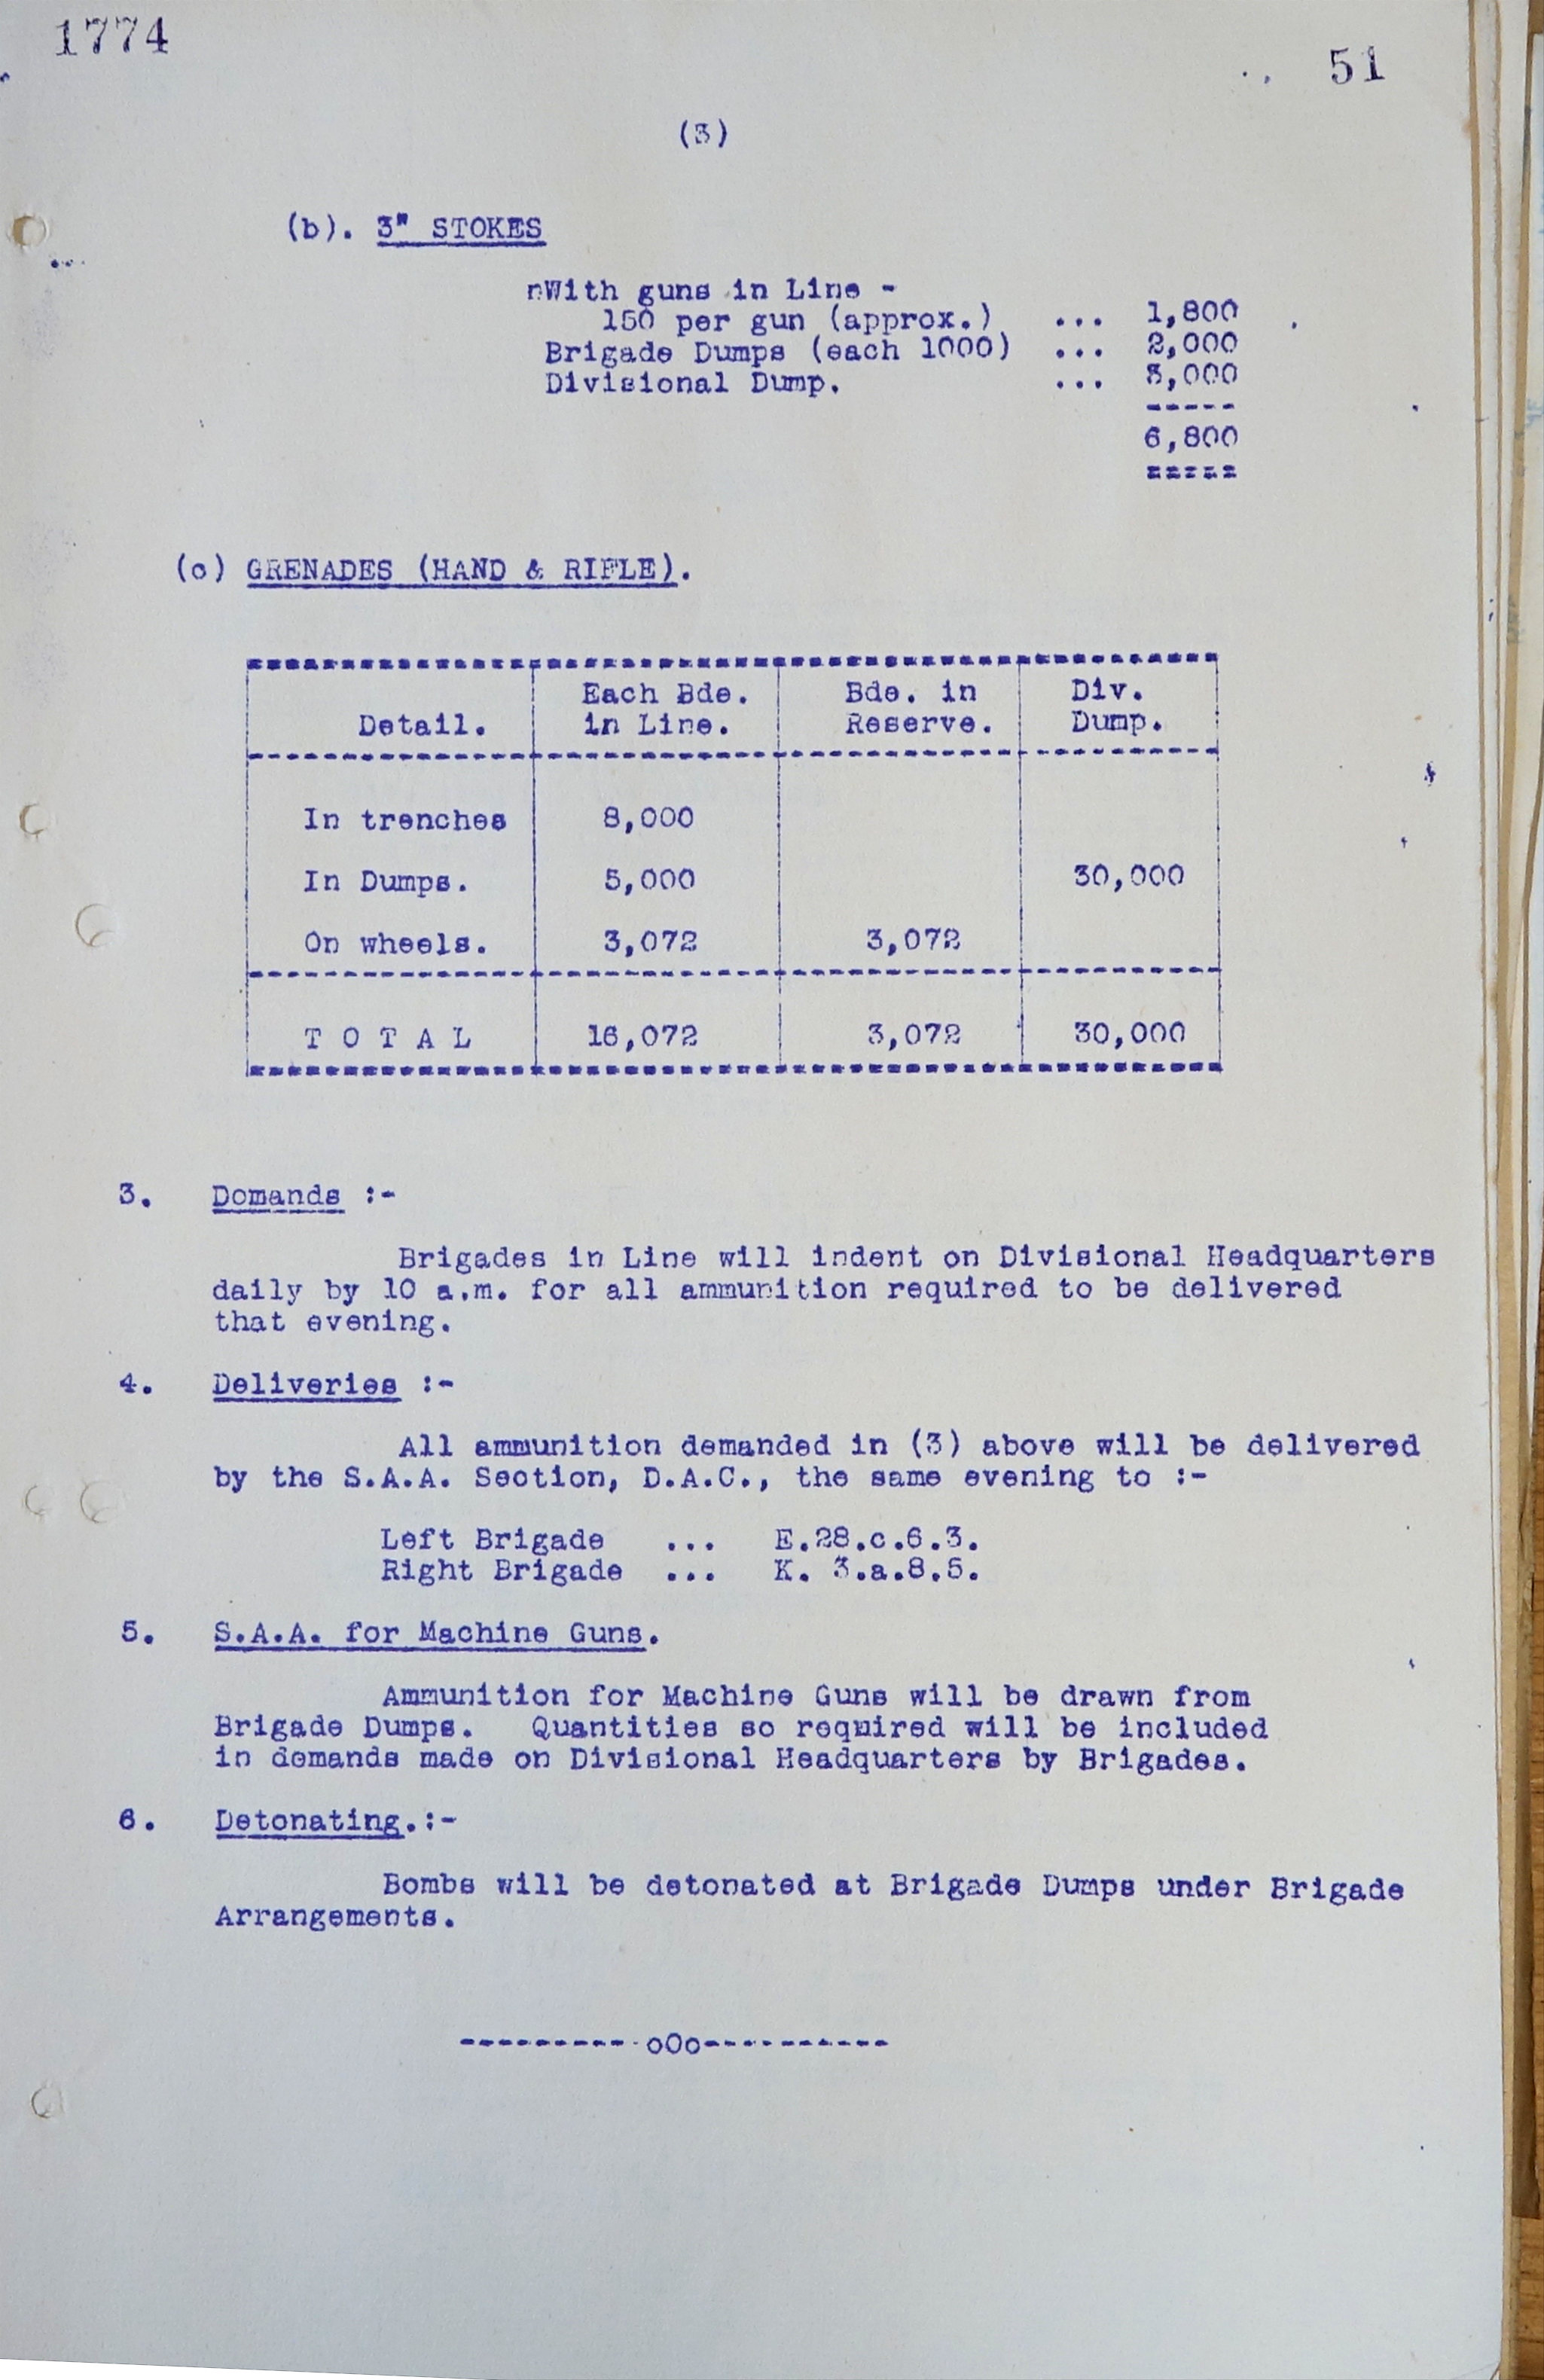 1774
51
(3)
(b). 3" STOKES
nWith guns in Line -
150 per gun (approx.) ... 1,800
Brigade Dumps (each 1000) ... 2,000
Divisional Dump. ... 3,000
-----
6,800
=====
(c) GRENADES (HAND & RIFLE).
Each Bde. Bde. in Div.
Detail. in Line. Reserve. Dump.
In trenches 8,000
In Dumps. 5,000 30,000
On wheels. 3,072 3,072
T O T A L 16,072 3,072 30,000
3. Demands :-
Brigades in Line will indent on Divisional Headquarters
daily by 10 a.m. for all ammunition required to be delivered
that evening.
4. Deliveries :-
All ammunition demanded in (3) above will be delivered
by the S.A.A. Section, D.A.C., the same evening to :-
Left Brigade ... E.28.c.6.3.
Right Brigade ... K. 3.a.8.5.
5. S.A.A. for Machine Guns.
Ammunition for Machine Guns will be drawn from
Brigade Dumps. Quantities so required will be included
in demands made on Divisional Headquarters by Brigades.
6. Detonating.:-
Bombs will be detonated at Brigade Dumps under Brigade
Arrangements.
----------oOo-----------